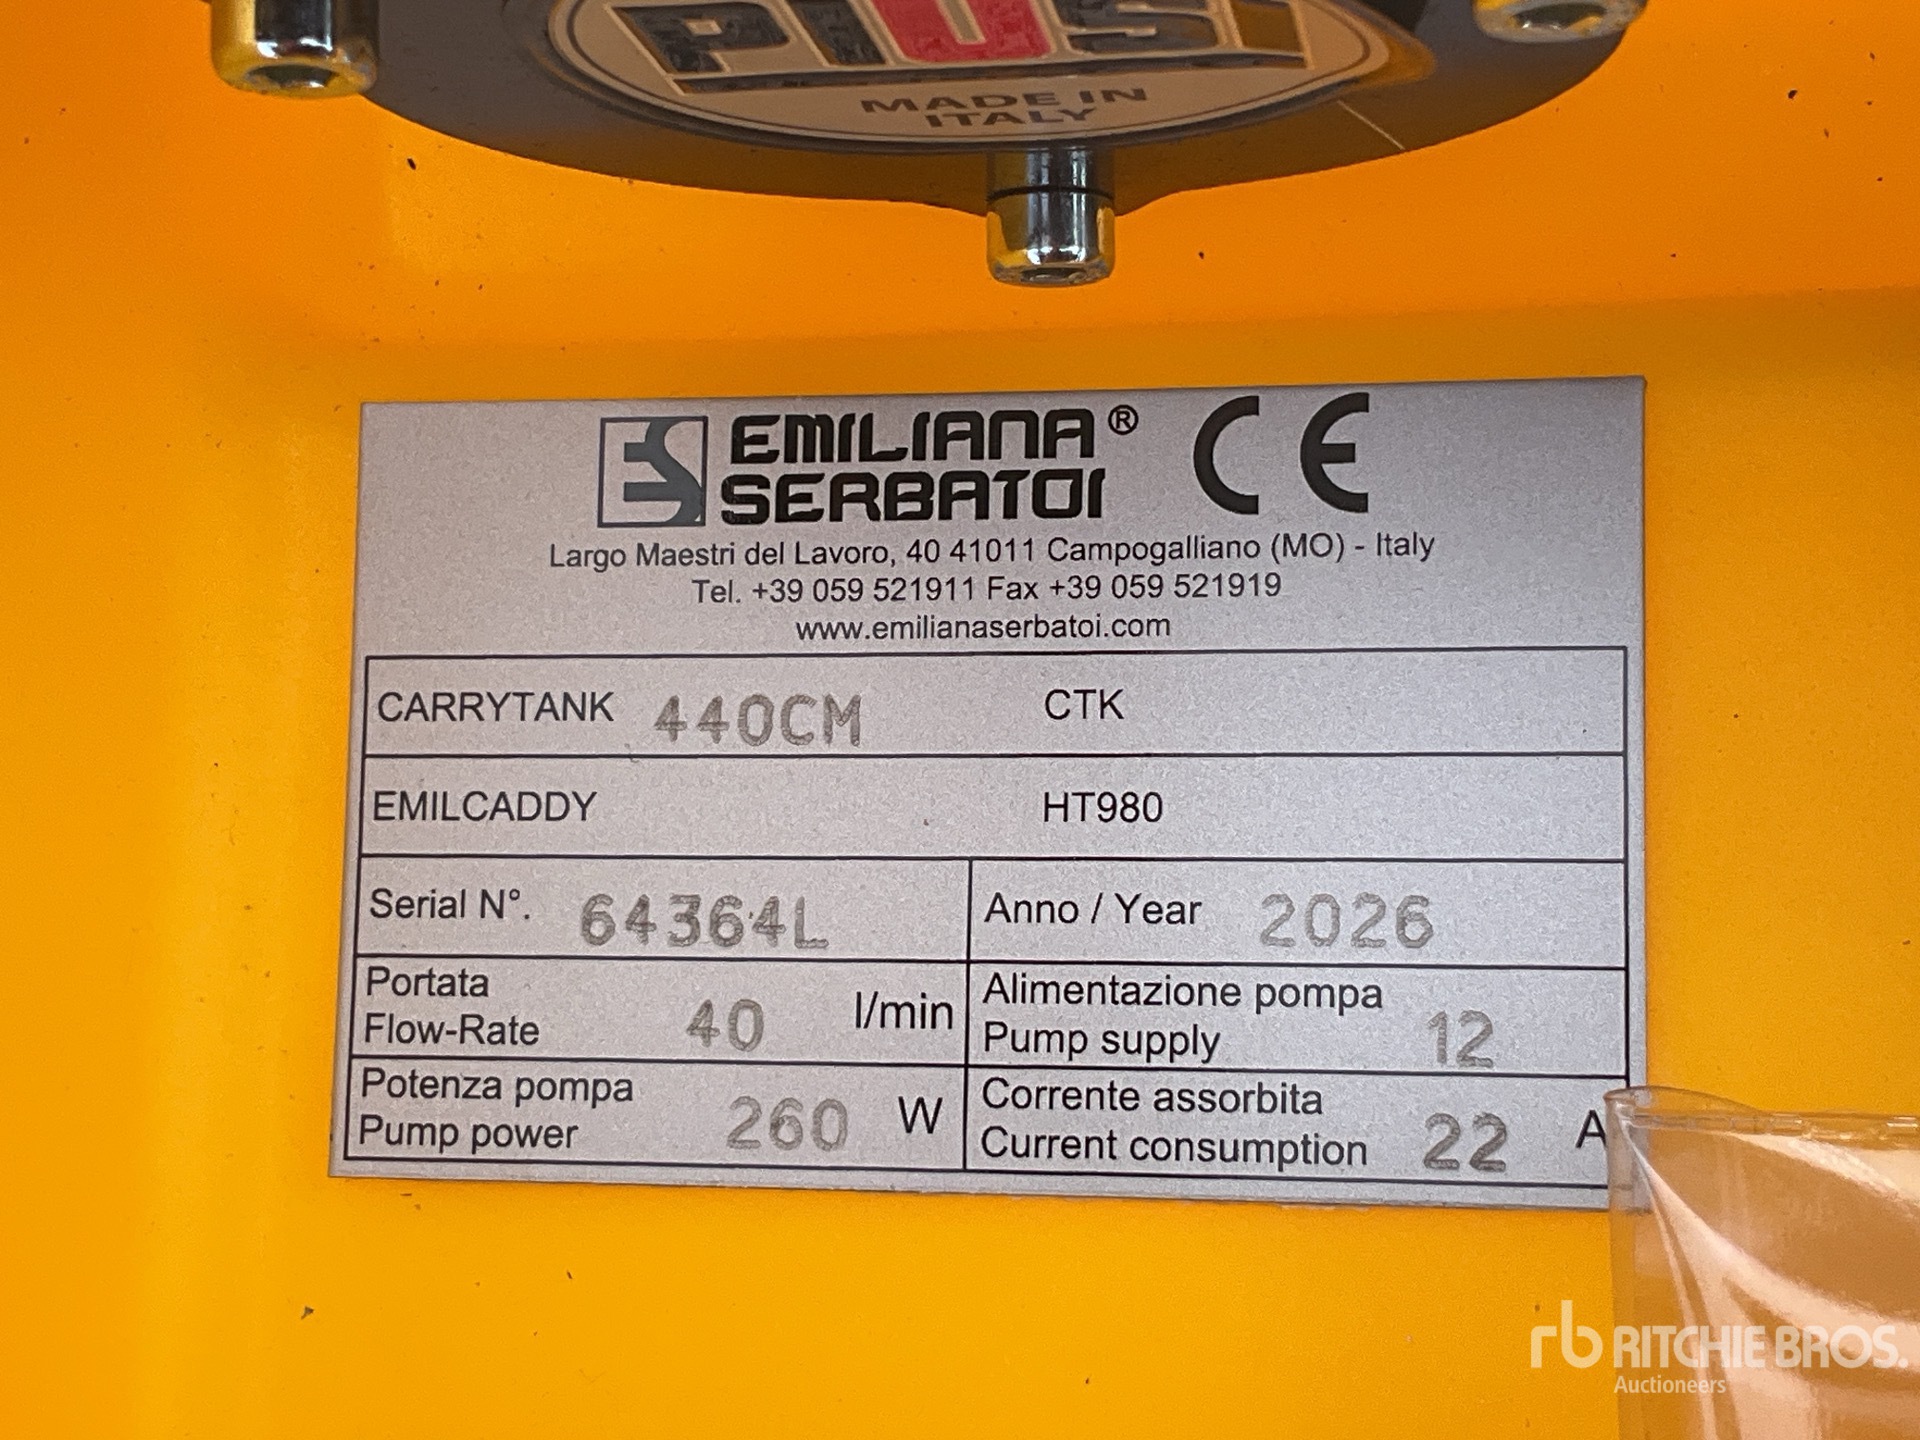 PIUSI
MADE IN
ITALY
ES EMILIANA® CE
SERBATOI
Largo Maestri del Lavoro, 40 41011 Campogalliano (MO) - Italy
Tel. +39 059 521911 Fax +39 059 521919
www.emilianaserbatoi.com
CARRYTANK 440CM CTK
EMILCADDY HT980
Serial N°. 64364L Anno / Year 2026
Portata
Flow-Rate 40 l/min
Alimentazione pompa
Pump supply 12
Potenza pompa
Pump power 260 W
Corrente assorbita
Current consumption 22 A
rb RITCHIE BROS.
Auctioneers